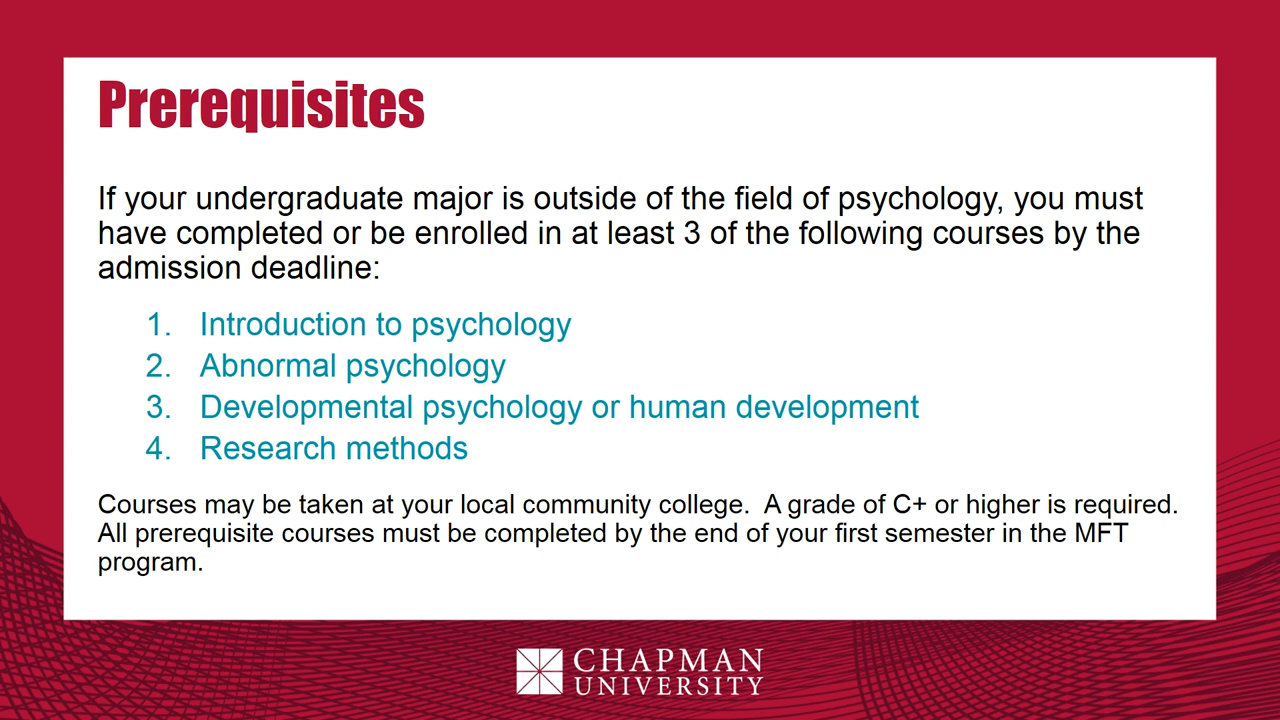 Prerequisites
If your undergraduate major is outside of the field of psychology, you must
have completed or be enrolled in at least 3 of the following courses by the
admission deadline:
1. Introduction to psychology
2. Abnormal psychology
3. Developmental psychology or human development
4. Research methods
Courses may be taken at your local community college.  A grade of C+ or higher is required.
All prerequisite courses must be completed by the end of your first semester in the MFT
program.
CHAPMAN
UNIVERSITY